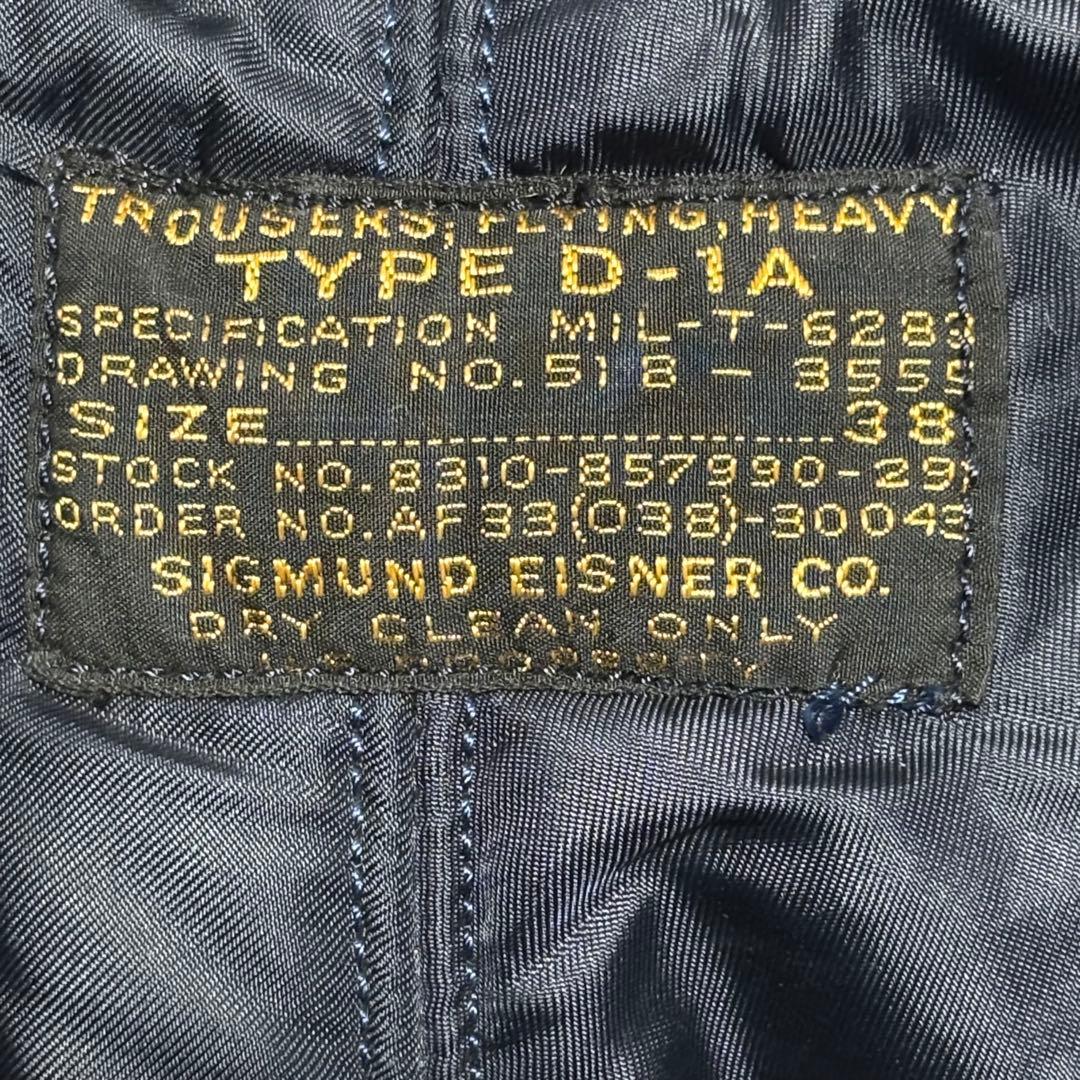 TROUSERS, FLYING, HEAVY
TYPE D-1A
SPECIFICATION MIL-T-6283
DRAWING NO. 51B-3555
SIZE 38
STOCK NO. 8310-857990-29
ORDER NO. AF33(038)-30043
SIGMUND EISNER CO.
DRY CLEAN ONLY
PROPERTY